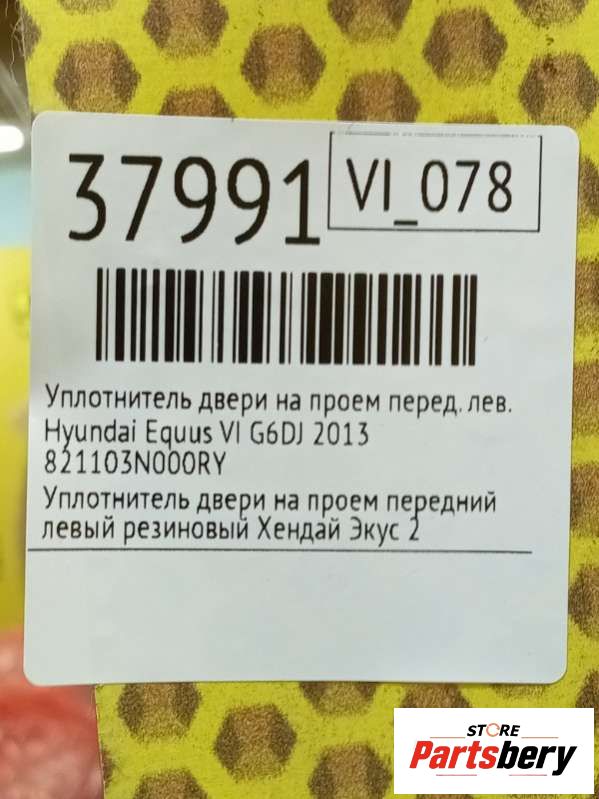 37991
VI_078
Уплотнитель двери на проем перед. лев.
Hyundai Equus VI G6DJ 2013
821103N000RY
Уплотнитель двери на проем передний
левый резиновый Хендай Экус 2
STORE
Partsbery